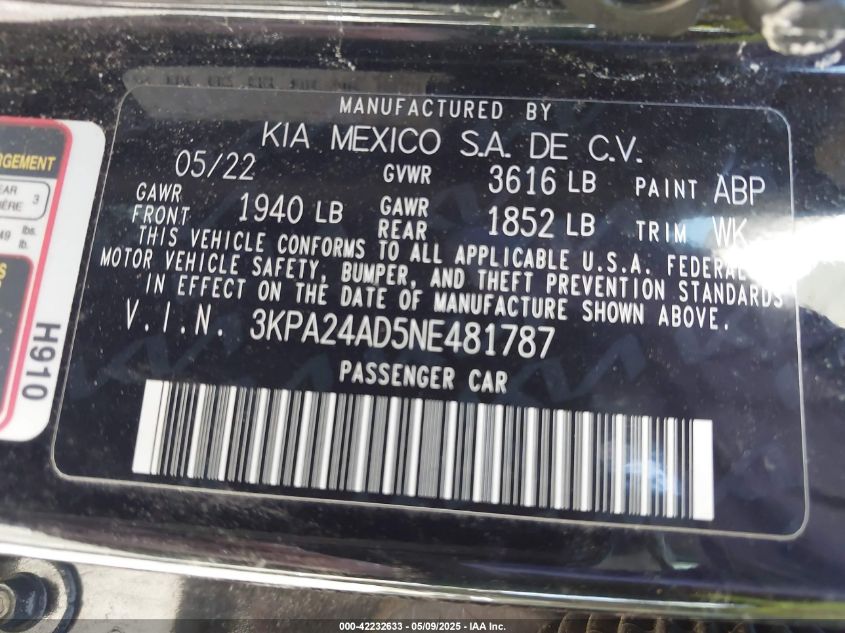 MANUFACTURED BY
KIA MEXICO S.A. DE C.V.
05/22 GVWR 3616 LB PAINT ABP
GAWR FRONT 1940 LB GAWR REAR 1852 LB TRIM WK
THIS VEHICLE CONFORMS TO ALL APPLICABLE U.S.A. FEDERAL
MOTOR VEHICLE SAFETY, BUMPER, AND THEFT PREVENTION STANDARDS
IN EFFECT ON THE DATE OF MANUFACTURE SHOWN ABOVE.
V.I.N. 3KPA24AD5NE481787
PASSENGER CAR
3
lbs.
lb.
H910
000-42232633 - 05/09/2025 - IAA Inc.